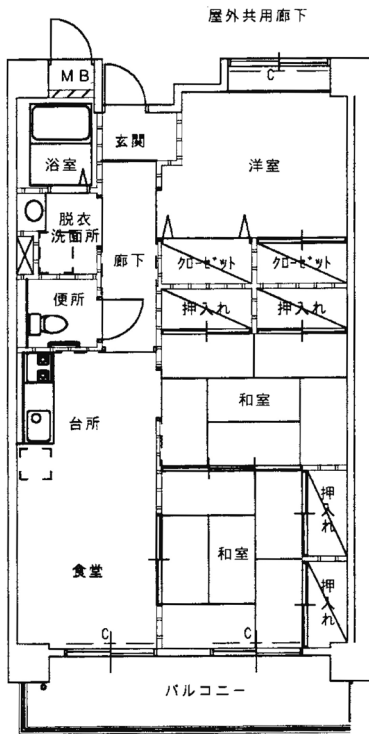 屋外共用廊下
MB
C
玄関
浴室
洋室
脱衣
洗面所
廊下
クローゼット
クローゼット
便所
押入れ
押入れ
和室
台所
押入れ
和室
食堂
押入れ
C
C
バルコニー